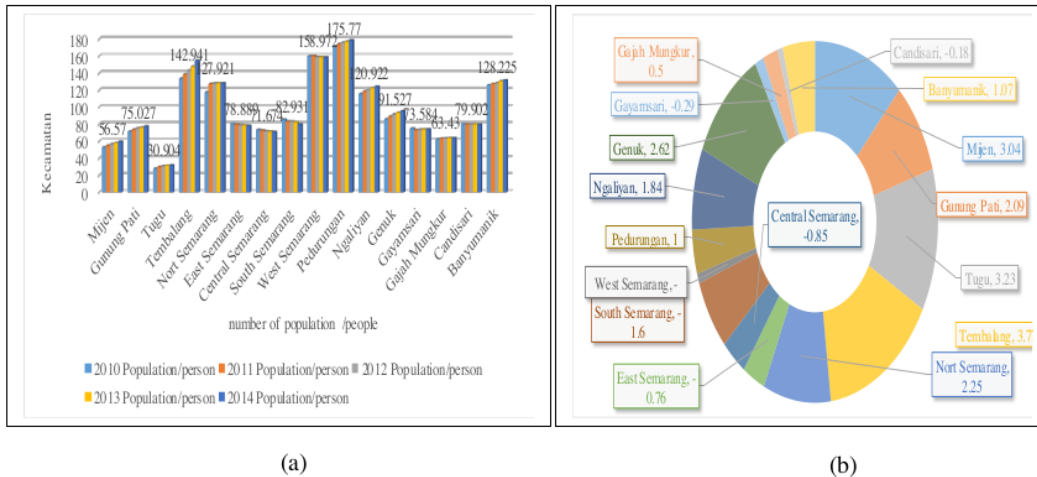 180
160
140
120
100
80
60
40
20
0
Kecamatan
56.57
75.027
30.904
142.941
127.921
78.889
71.674
82.931
158.972
175.77
120.922
91.527
73.584
63.43
79.902
128.225
Mijen
Gunung Pati
Tugu
Tembalang
Nort Semarang
East Semarang
Central Semarang
South Semarang
West Semarang
Pedurungan
Ngaliyan
Genuk
Gayamsari
Gajah Mungkur
Candisari
Banyumanik
number of population /people
2010 Population/person
2011 Population/person
2012 Population/person
2013 Population/person
2014 Population/person
(a)
Gajah Mungkur,
0.5
Candisari, -0.18
Gayamsari, -0.29
Banyumanik, 1.07
Genuk, 2.62
Mijen, 3.04
Ngaliyan, 1.84
Gunung Pati, 2.09
Central Semarang,
-0.85
Pedurungan, 1
West Semarang, -
Tugu, 3.23
South Semarang, -
1.6
Tembalang, 3.7
East Semarang, -
0.76
Nort Semarang,
2.25
(b)